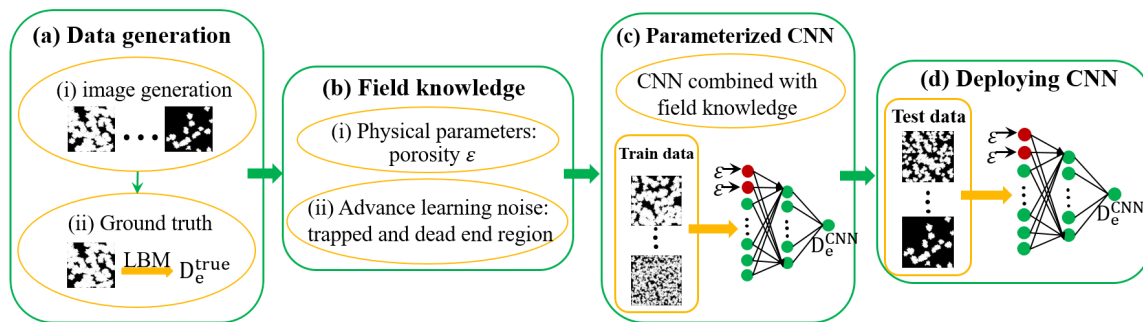 (a) Data generation
(i) image generation
(ii) Ground truth
LBM
D_e^true
(b) Field knowledge
(i) Physical parameters:
porosity ε
(ii) Advance learning noise:
trapped and dead end region
(c) Parameterized CNN
CNN combined with
field knowledge
Train data
ε
ε
D_e^CNN
(d) Deploying CNN
Test data
ε
ε
D_e^CNN